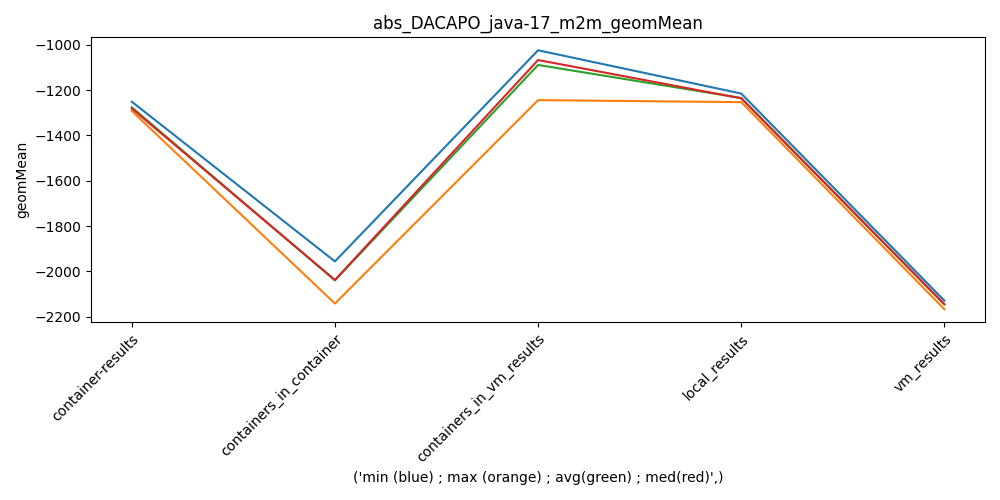 abs_DACAPO_java-17_m2m_geomMean
geomMean
−1000
−1200
−1400
−1600
−1800
−2000
−2200
container-results
containers_in_container
containers_in_vm_results
local_results
vm_results
('min (blue) ; max (orange) ; avg(green) ; med(red)',)